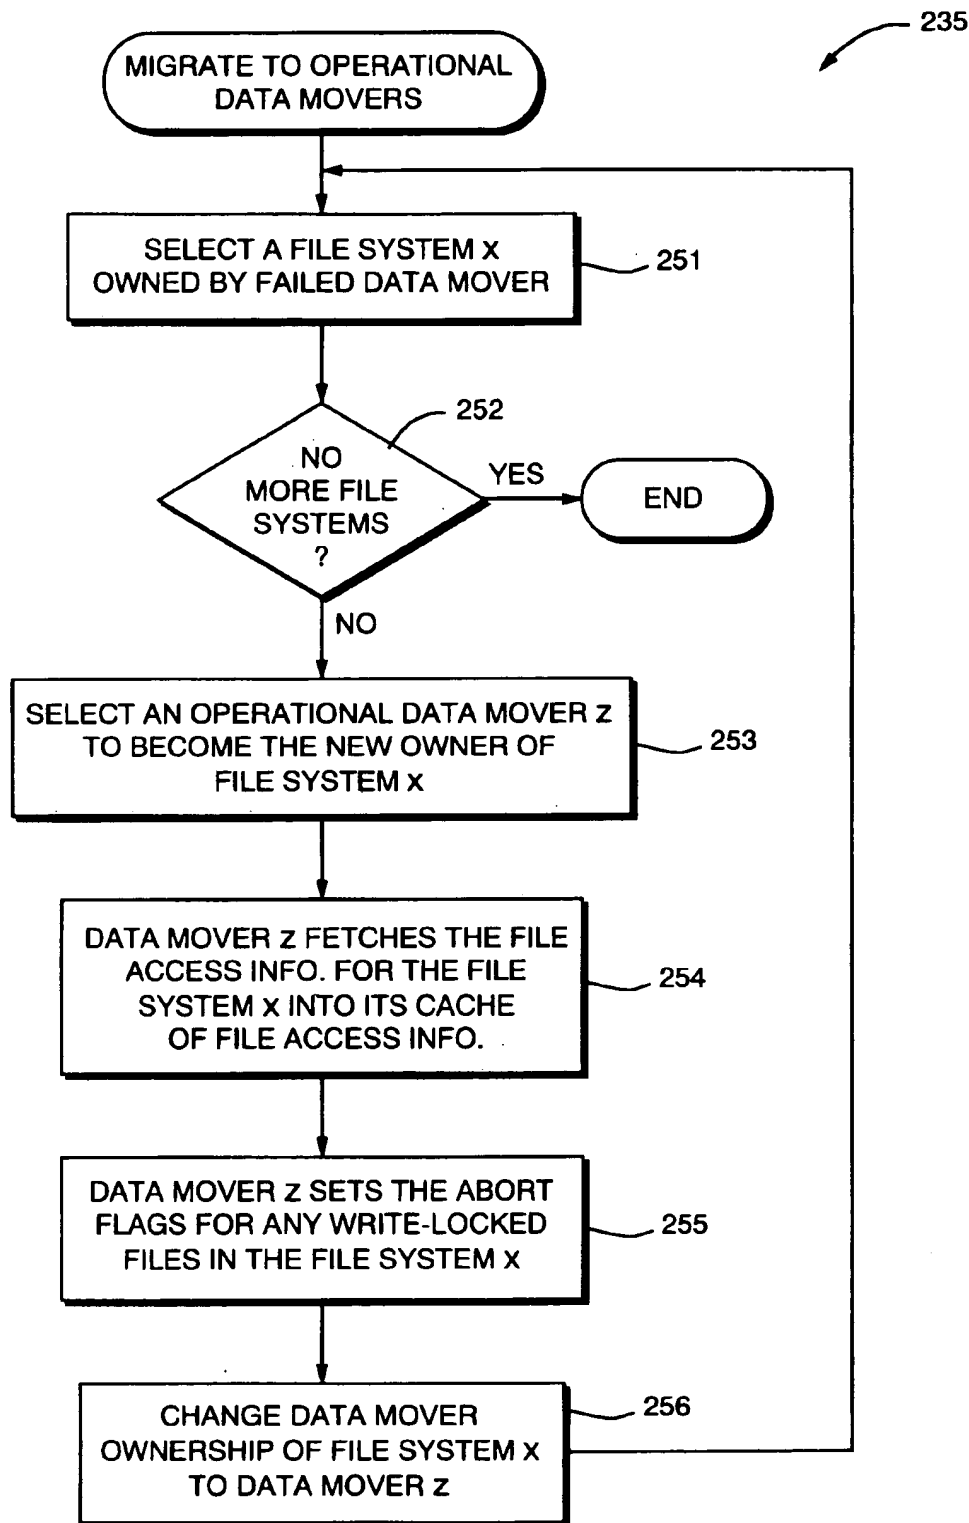 235
MIGRATE TO OPERATIONAL
DATA MOVERS
SELECT A FILE SYSTEM X
OWNED BY FAILED DATA MOVER
251
252
NO
MORE FILE
SYSTEMS
?
YES
END
NO
SELECT AN OPERATIONAL DATA MOVER Z
TO BECOME THE NEW OWNER OF
FILE SYSTEM X
253
DATA MOVER Z FETCHES THE FILE
ACCESS INFO. FOR THE FILE
SYSTEM X INTO ITS CACHE
OF FILE ACCESS INFO.
254
DATA MOVER Z SETS THE ABORT
FLAGS FOR ANY WRITE-LOCKED
FILES IN THE FILE SYSTEM X
255
CHANGE DATA MOVER
OWNERSHIP OF FILE SYSTEM X
TO DATA MOVER Z
256